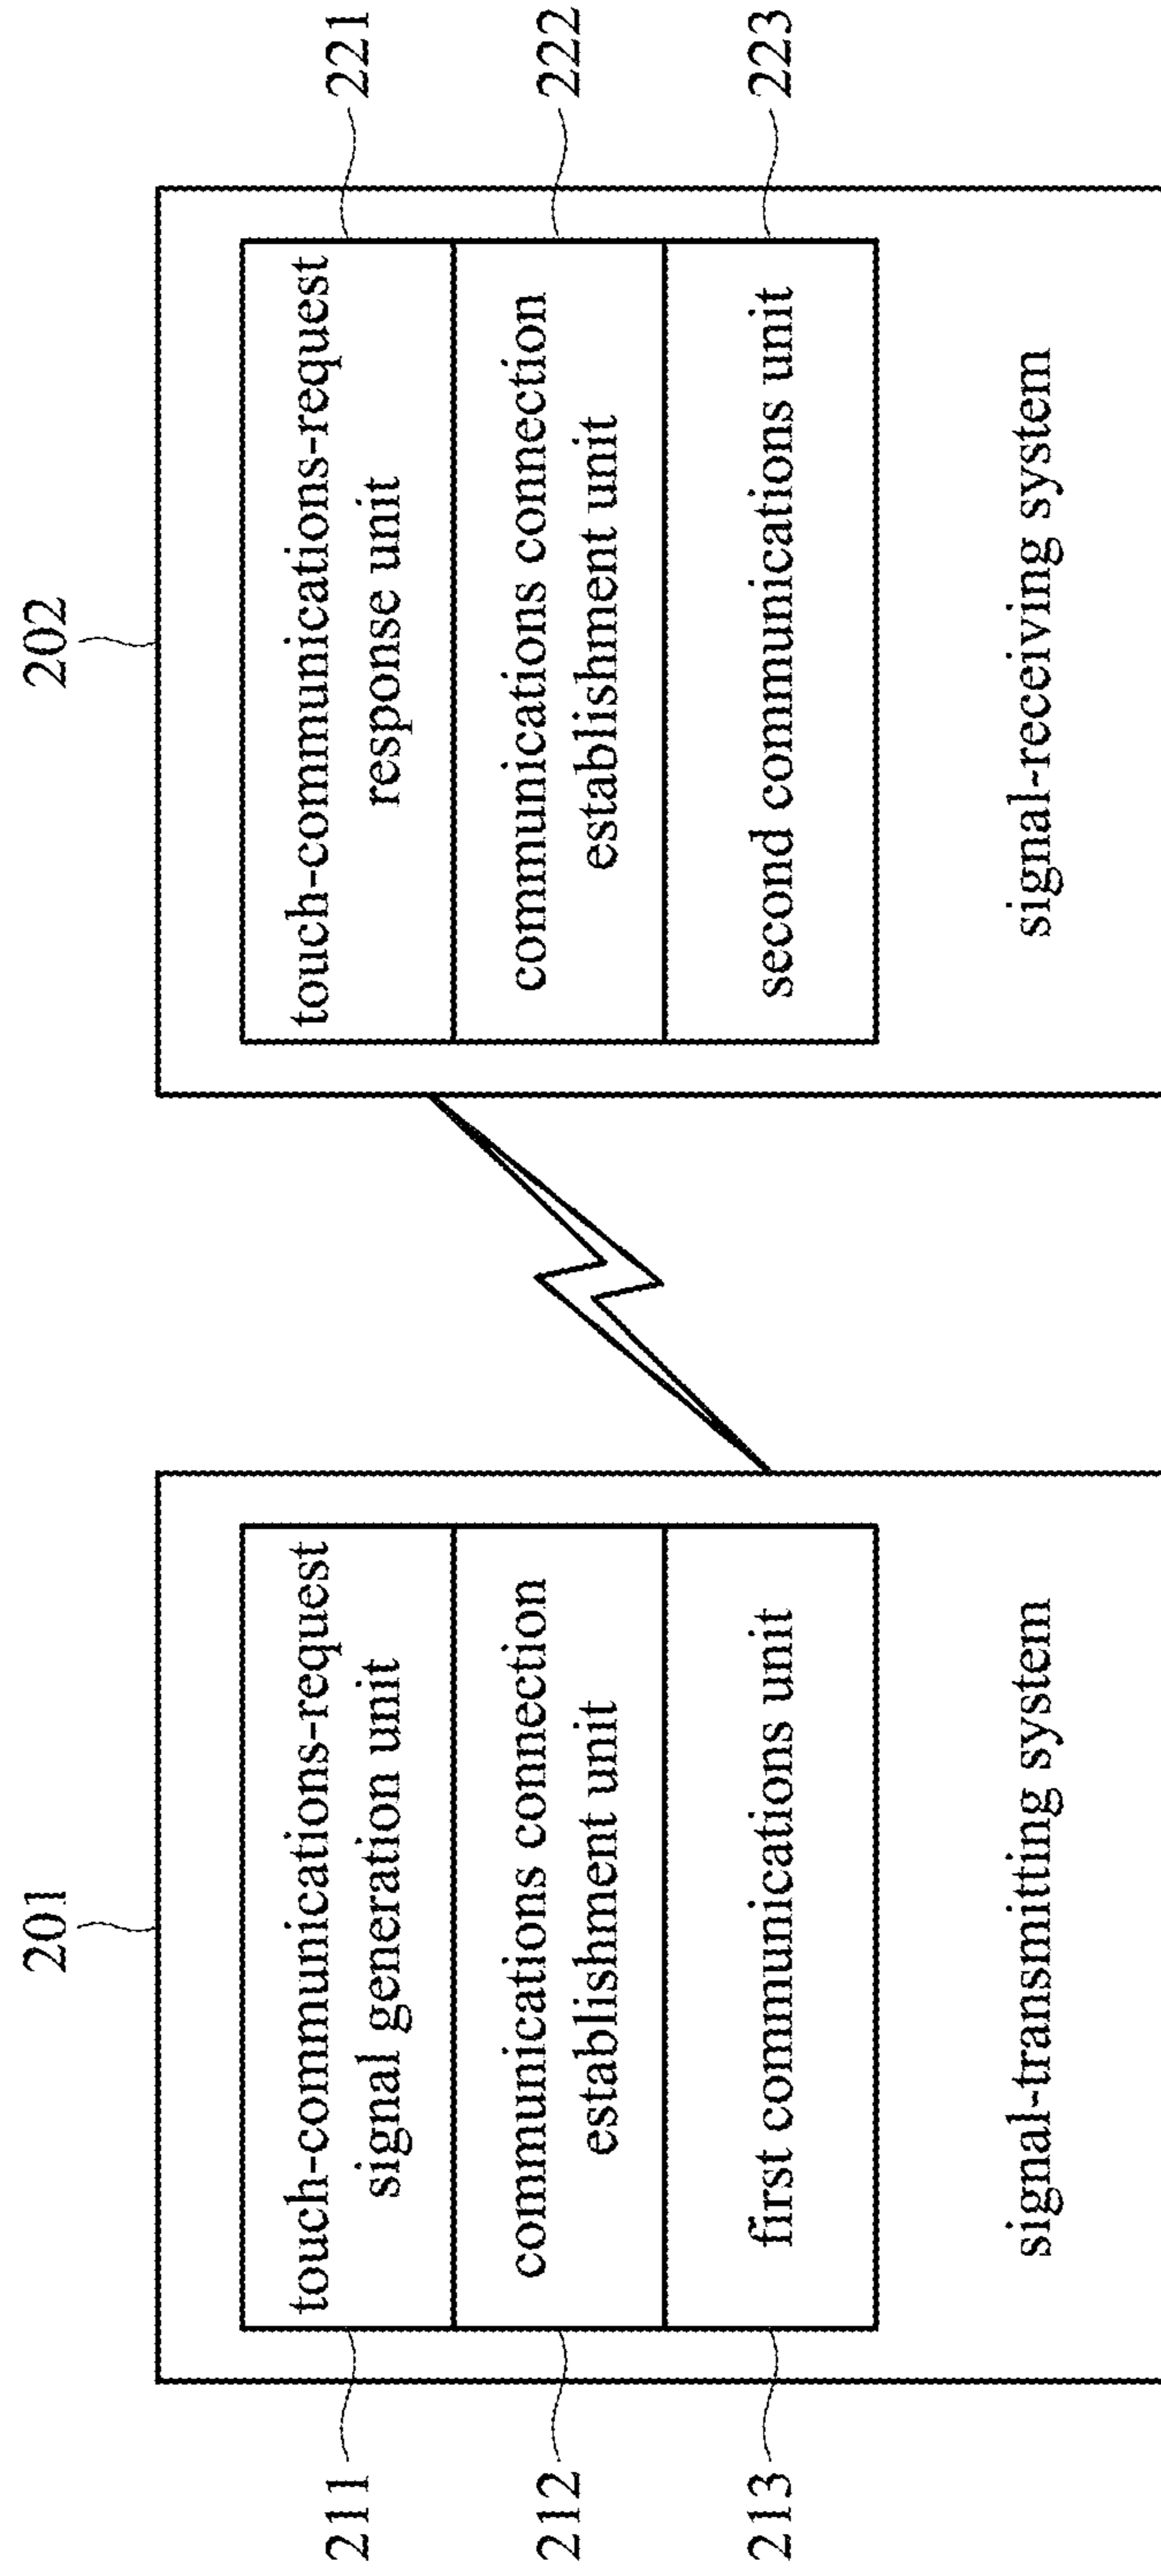 201
211
touch-communications-request
signal generation unit
212
communications connection
establishment unit
213
first communications unit
signal-transmitting system
202
touch-communications-request
response unit
221
communications connection
establishment unit
222
second communications unit
223
signal-receiving system